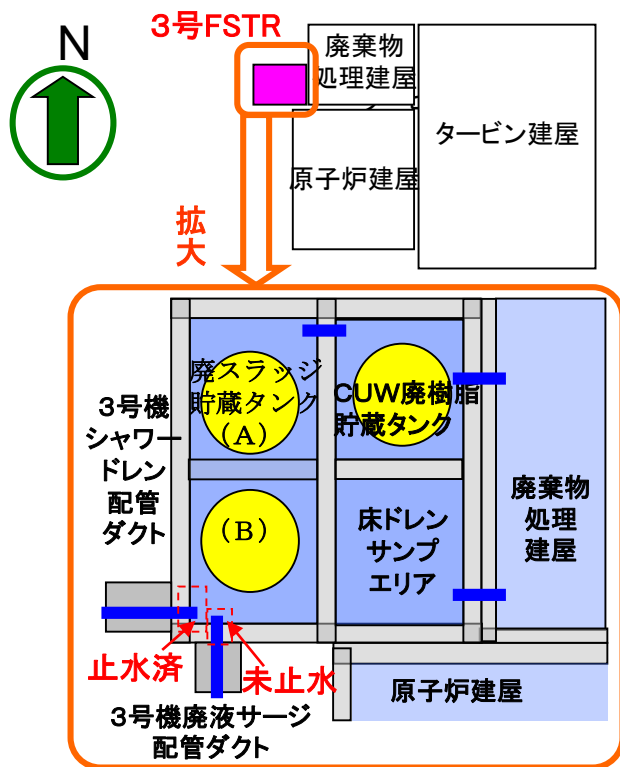 3号FSTR
N
廃棄物
処理建屋
タービン建屋
原子炉建屋
拡
大
廃スラッジ
貯蔵タンク
(A)
CUW廃樹脂
貯蔵タンク
3号機
シャワー
ドレン
配管
ダクト
(B)
床ドレン
サンプ
エリア
廃棄物
処理
建屋
止水済
未止水
原子炉建屋
3号機廃液サージ
配管ダクト